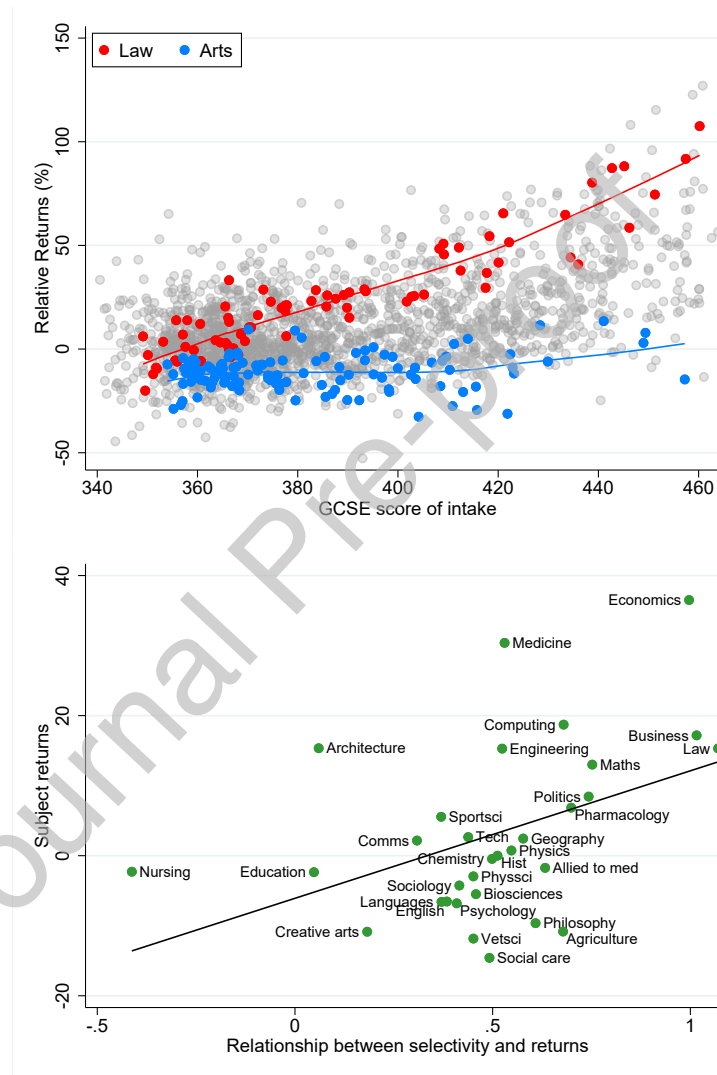 150
Law
Arts
100
Relative Returns (%)
50
0
-50
340
360
380
400
420
440
460
GCSE score of intake
Journal Pre-proof
40
Economics
Medicine
Computing
Business
Architecture
Engineering
Law
Maths
20
Subject returns
Politics
Pharmacology
Sportsci
Comms
Tech
Geography
Physics
Chemistry
Hist
0
Nursing
Education
Allied to med
Physsci
Sociology
Biosciences
Languages
English
Psychology
Philosophy
Creative arts
Vetsci
Agriculture
Social care
-20
-.5
0
.5
1
Relationship between selectivity and returns